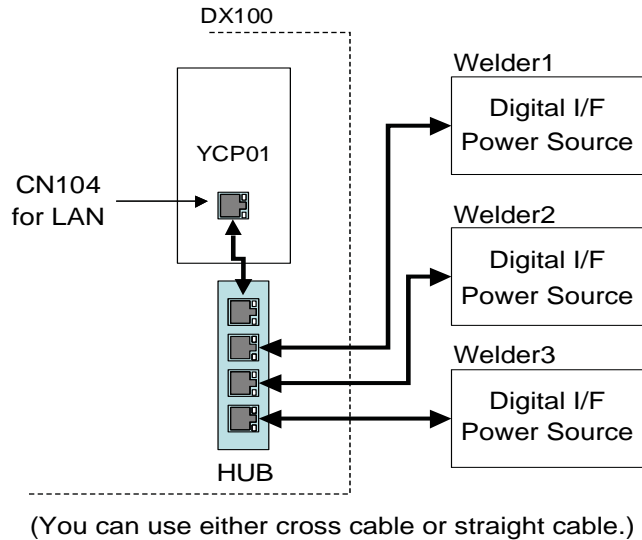 DX100
Welder1
Digital I/F
Power Source
YCP01
CN104
for LAN
Welder2
Digital I/F
Power Source
Welder3
Digital I/F
Power Source
HUB
(You can use either cross cable or straight cable.)